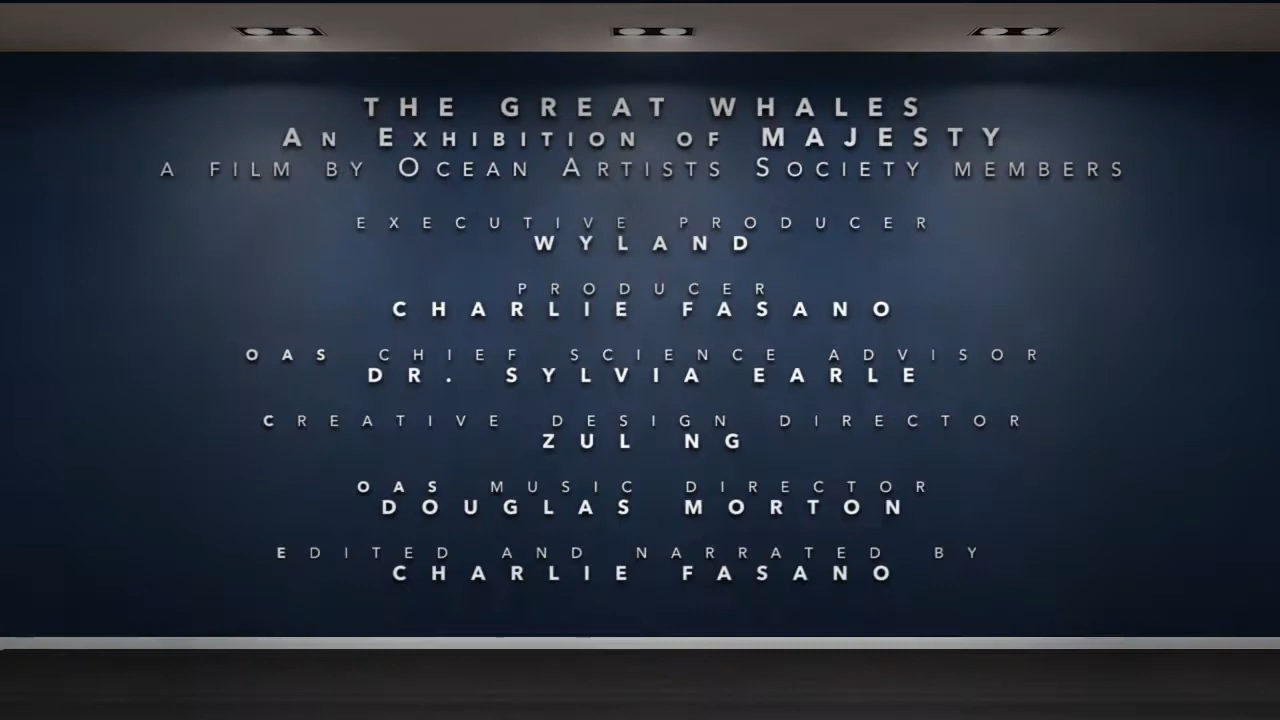 THE GREAT WHALES
An Exhibition of MAJESTY
A FILM BY OCEAN ARTISTS SOCIETY MEMBERS
EXECUTIVE PRODUCER
WYLAND
PRODUCER
CHARLIE FASANO
OAS CHIEF SCIENCE ADVISOR
DR. SYLVIA EARLE
CREATIVE DESIGN DIRECTOR
ZUL NG
OAS MUSIC DIRECTOR
DOUGLAS MORTON
EDITED AND NARRATED BY
CHARLIE FASANO